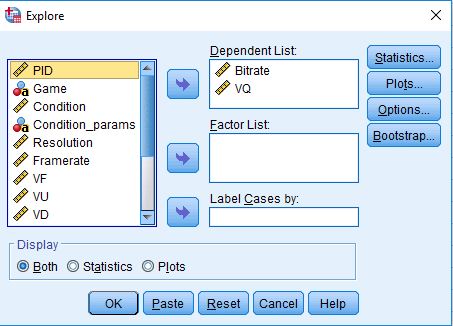 Explore
PID
Game
Condition
Condition_params
Resolution
Framerate
VF
VU
VD
Dependent List:
Bitrate
VQ
Factor List:
Label Cases by:
Statistics...
Plots...
Options...
Bootstrap...
Display
Both Statistics Plots
OK Paste Reset Cancel Help